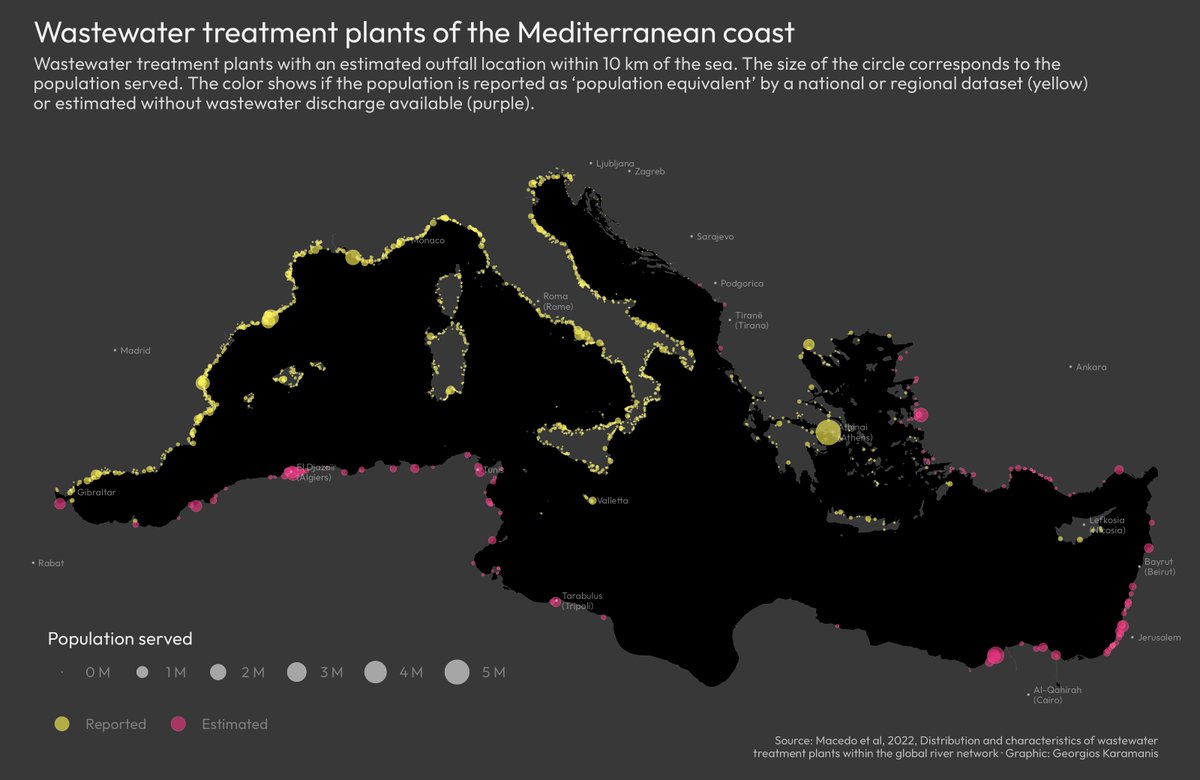 Wastewater treatment plants of the Mediterranean coast
Wastewater treatment plants with an estimated outfall location within 10 km of the sea. The size of the circle corresponds to the
population served. The color shows if the population is reported as ‘population equivalent’ by a national or regional dataset (yellow)
or estimated without wastewater discharge available (purple).
Ljubljana
Zagreb
Sarajevo
Monaco
Podgorica
Roma
(Rome)
Tiranë
(Tirana)
Madrid
Ankara
Athinai
(Athens)
El Djazair
(Algiers)
Tunis
Gibraltar
Valletta
Lefkosia
(Nicosia)
Rabat
Bayrut
(Beirut)
Tarabulus
(Tripoli)
Jerusalem
Al-Qahirah
(Cairo)
Population served
0 M 1 M 2 M 3 M 4 M 5 M
Reported Estimated
Source: Macedo et al, 2022, Distribution and characteristics of wastewater
treatment plants within the global river network · Graphic: Georgios Karamanis